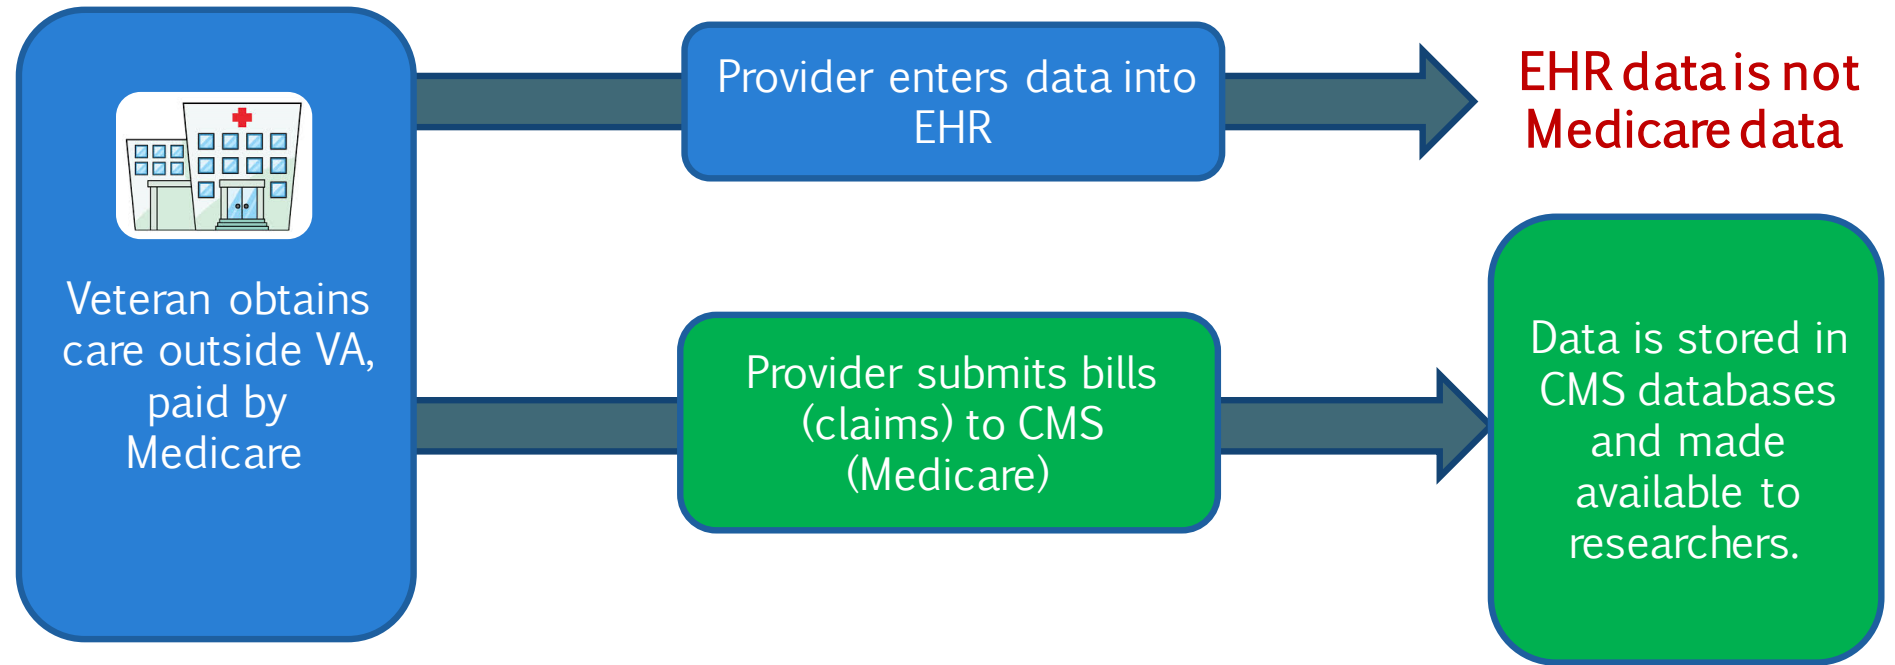 Veteran obtains
care outside VA,
paid by
Medicare
Provider enters data into
EHR
EHR data is not
Medicare data
Provider submits bills
(claims) to CMS
(Medicare)
Data is stored in
CMS databases
and made
available to
researchers.